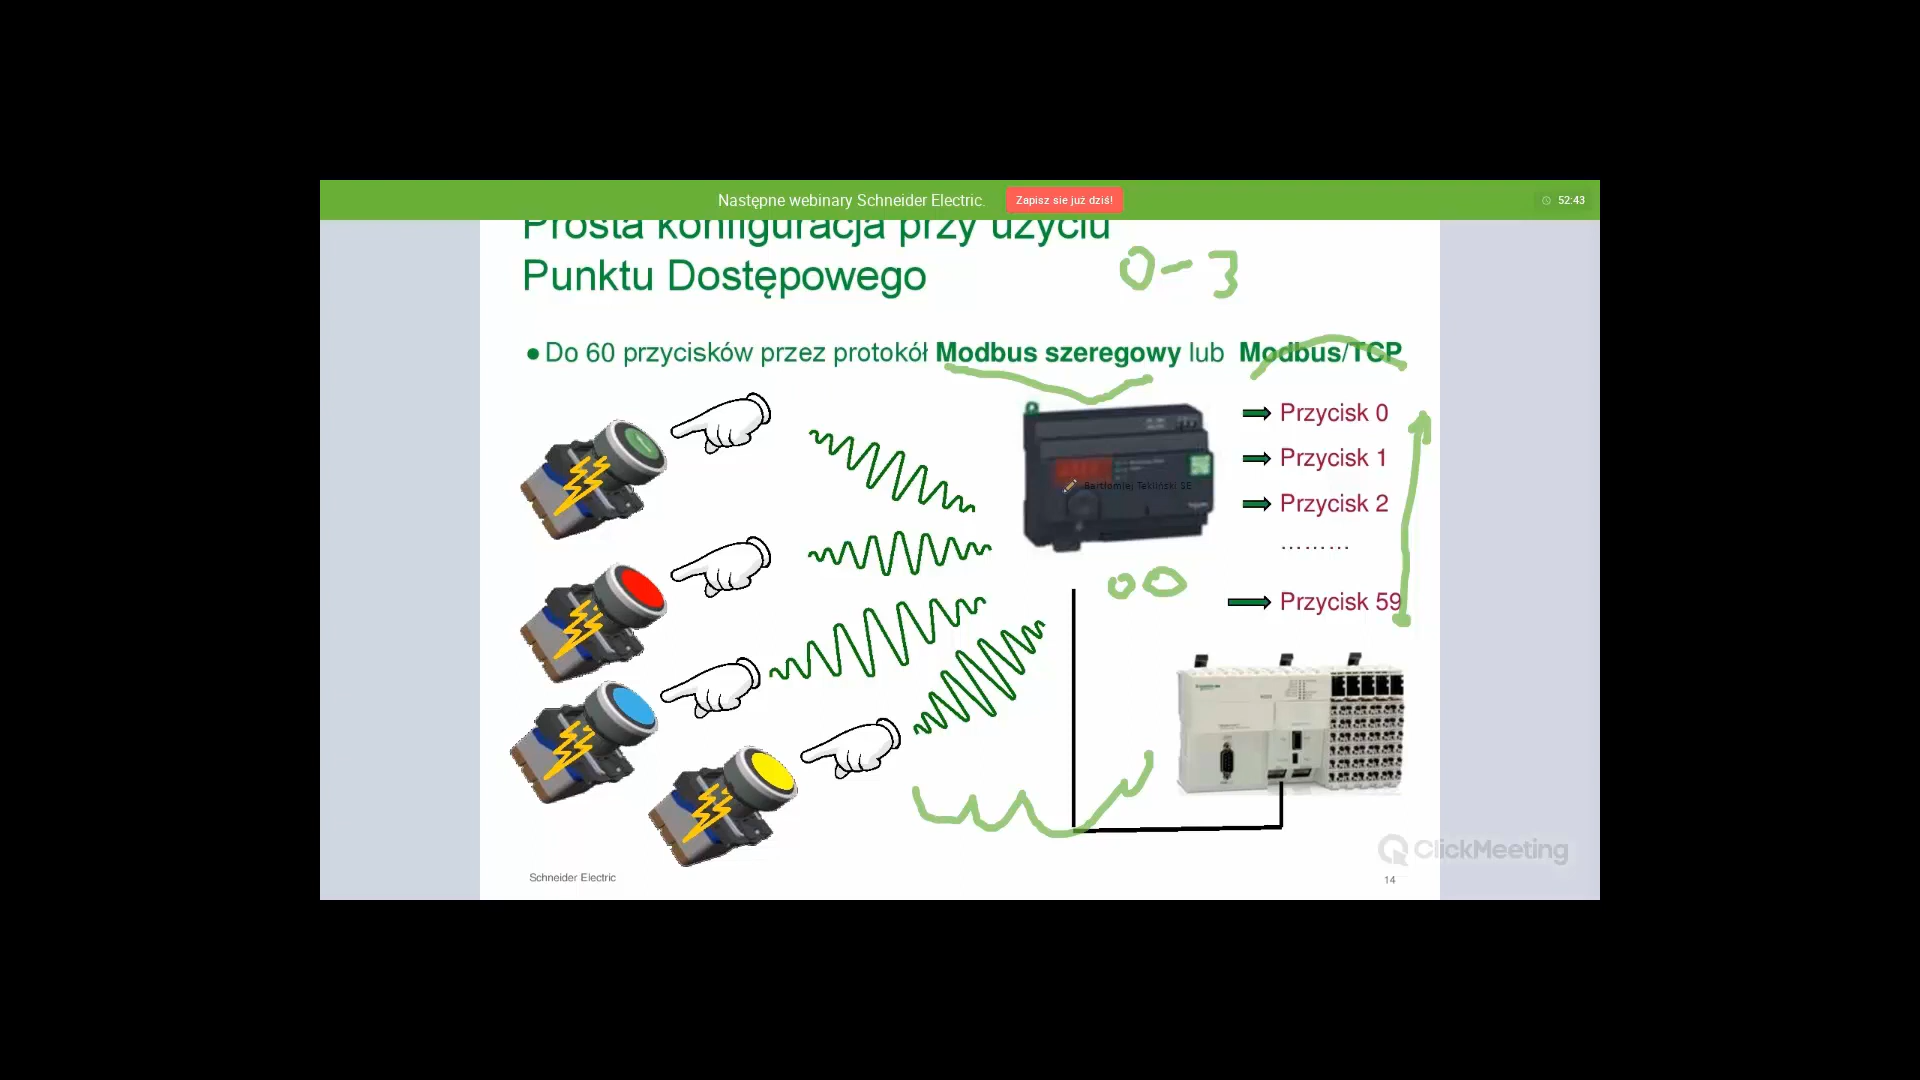 Następne webinary Schneider Electric. Zapisz sie już dziś! 52:43
Prosta konfiguracja przy użyciu
Punktu Dostępowego
0-3
● Do 60 przycisków przez protokół Modbus szeregowy lub Modbus/TCP
Przycisk 0
Przycisk 1
Bartłomiej Tekliński SE
Przycisk 2
.........
00
Przycisk 59
ClickMeeting
Schneider Electric
14